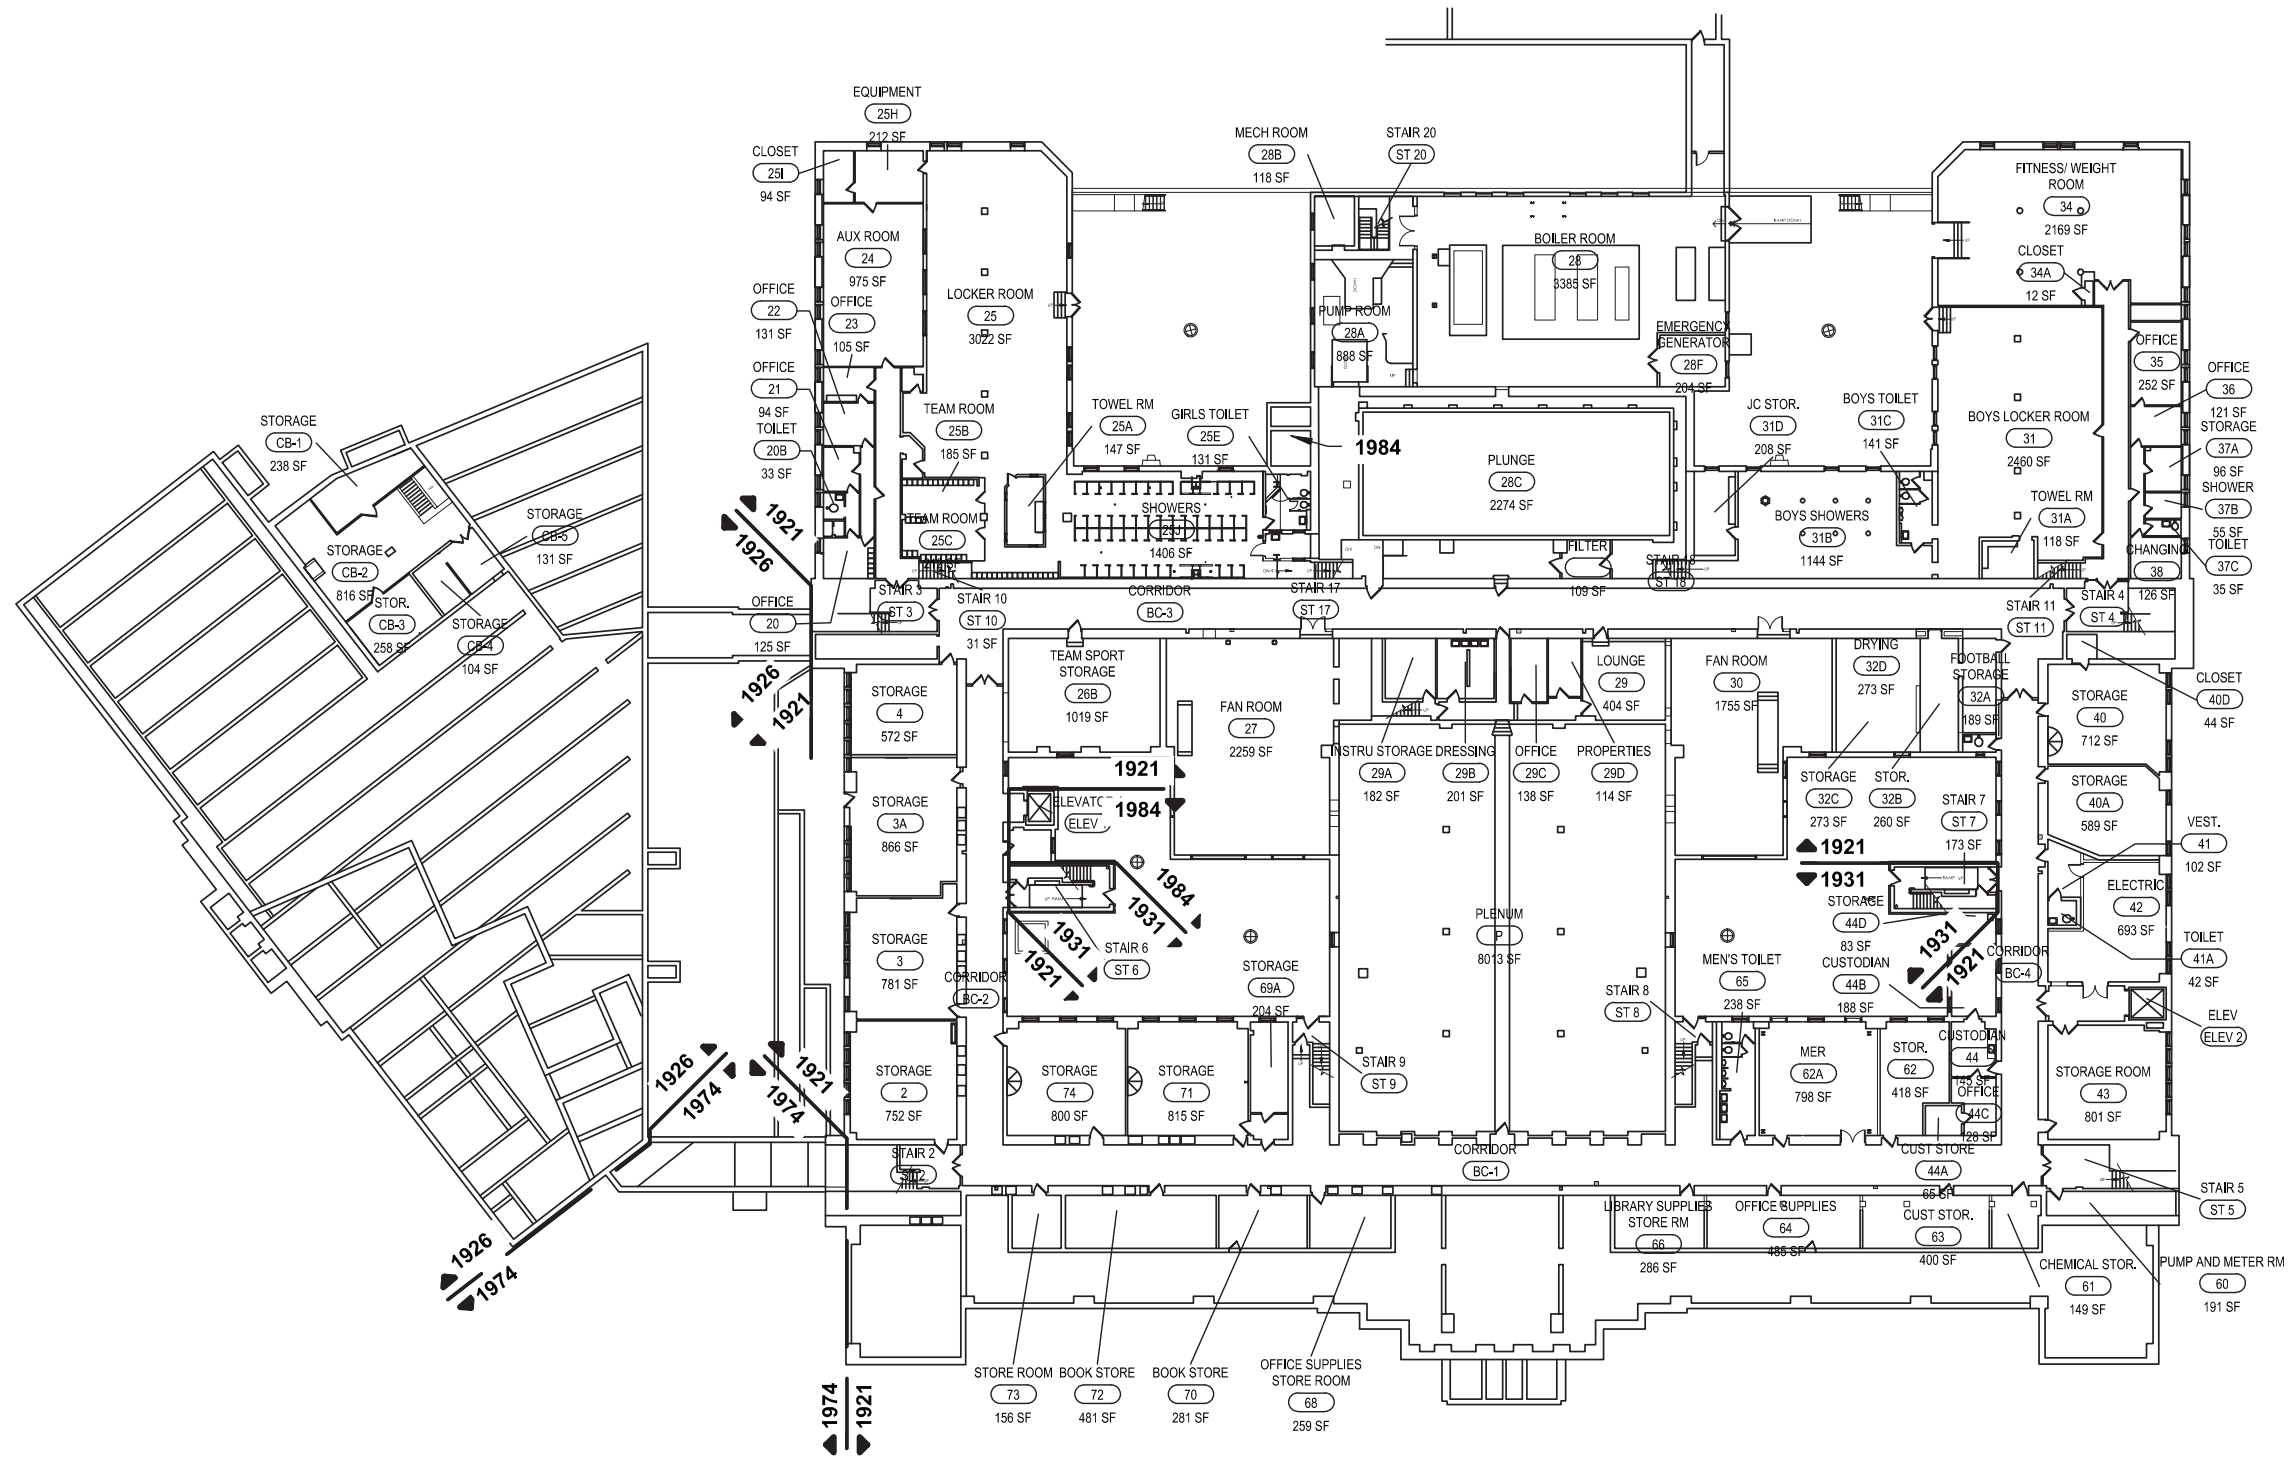 EQUIPMENT
25H
212 SF
CLOSET
25I
94 SF
MECH ROOM
28B
118 SF
STAIR 20
ST 20
FITNESS/ WEIGHT
ROOM
34
2169 SF
CLOSET
34A
12 SF
AUX ROOM
24
975 SF
OFFICE
22
131 SF
OFFICE
23
105 SF
LOCKER ROOM
25
3022 SF
BOILER ROOM
28
3385 SF
RAMP DOWN
PUMP ROOM
28A
888 SF
DOWN
UP
EMERGENCY
GENERATOR
28F
204 SF
OFFICE
35
252 SF
OFFICE
36
121 SF
OFFICE
21
94 SF
TOILET
20B
33 SF
TEAM ROOM
25B
185 SF
TOWEL RM
25A
147 SF
GIRLS TOILET
25E
131 SF
1984
JC STOR.
31D
208 SF
BOYS TOILET
31C
141 SF
BOYS LOCKER ROOM
31
2460 SF
STORAGE
37A
96 SF
SHOWER
37B
55 SF
TOILET
37C
35 SF
PLUNGE
28C
2274 SF
STORAGE
CB-1
238 SF
STORAGE
CB-5
131 SF
STORAGE
CB-2
816 SF
STOR.
CB-3
258 SF
STORAGE
CB-4
104 SF
1921
1926
TEAM ROOM
25C
SHOWERS
25J
1406 SF
BOYS SHOWERS
31B
1144 SF
TOWEL RM
31A
118 SF
CHANGING
38
126 SF
FILTER
109 SF
STAIR 18
ST 18
STAIR 3
ST 3
STAIR 10
ST 10
31 SF
CORRIDOR
BC-3
STAIR 17
ST 17
STAIR 11
ST 11
STAIR 4
ST 4
OFFICE
20
125 SF
1926
1921
STORAGE
4
572 SF
TEAM SPORT
STORAGE
26B
1019 SF
FAN ROOM
27
2259 SF
LOUNGE
29
404 SF
FAN ROOM
30
1755 SF
DRYING
32D
273 SF
FOOTBALL
STORAGE
32A
189 SF
STORAGE
40
712 SF
CLOSET
40D
44 SF
INSTRU STORAGE
29A
182 SF
DRESSING
29B
201 SF
OFFICE
29C
138 SF
PROPERTIES
29D
114 SF
STORAGE
32C
273 SF
STOR.
32B
260 SF
STAIR 7
ST 7
173 SF
STORAGE
40A
589 SF
VEST.
41
102 SF
1921
1984
ELEV
STORAGE
3A
866 SF
1921
1931
ELECTRIC
42
693 SF
1984
1931
1931
1921
UP RAMP
RAMP UP
STAIR 6
ST 6
PLENUM
P
8013 SF
STORAGE
44D
83 SF
1931
1921
TOILET
41A
42 SF
STORAGE
3
781 SF
CORRIDOR
BC-2
STORAGE
69A
204 SF
MEN'S TOILET
65
238 SF
CUSTODIAN
44B
188 SF
CORRIDOR
BC-4
STAIR 8
ST 8
ELEV
ELEV 2
1926
1974
1921
1974
STORAGE
2
752 SF
STORAGE
74
800 SF
STORAGE
71
815 SF
STAIR 9
ST 9
MER
62A
798 SF
STOR.
62
418 SF
CUSTODIAN
44
145 SF
OFFICE
44C
128 SF
STORAGE ROOM
43
801 SF
STAIR 2
ST 2
CORRIDOR
BC-1
CUST STORE
44A
65 SF
STAIR 5
ST 5
LIBRARY SUPPLIES
STORE RM
66
286 SF
OFFICE SUPPLIES
64
485 SF
CUST STOR.
63
400 SF
CHEMICAL STOR.
61
149 SF
PUMP AND METER RM
60
191 SF
1926
1974
STORE ROOM
73
156 SF
BOOK STORE
72
481 SF
BOOK STORE
70
281 SF
OFFICE SUPPLIES
STORE ROOM
68
259 SF
1974
1921